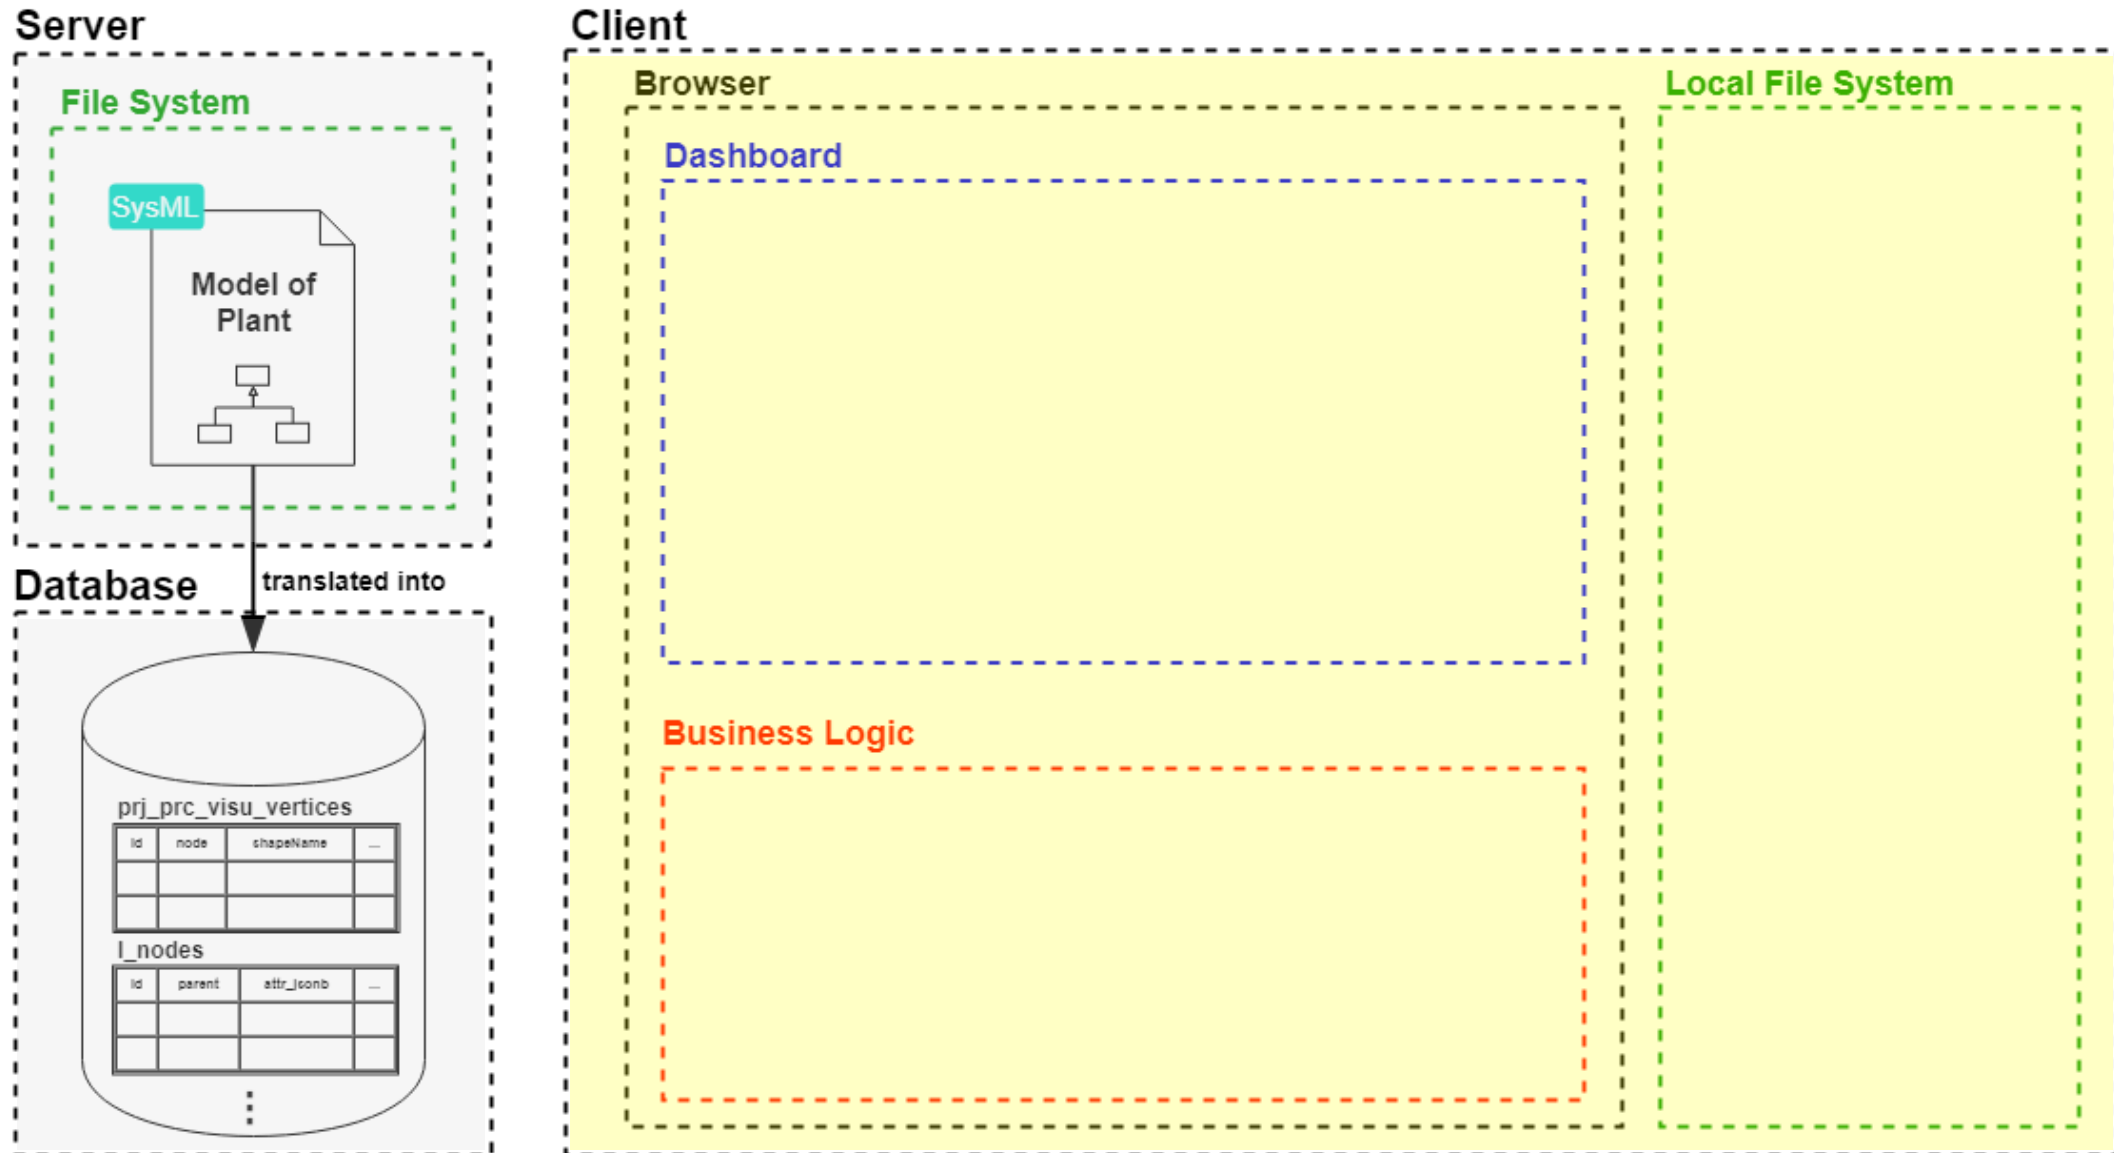 Server
File System
SysML
Model of
Plant
translated into
Database
prj_prc_visu_vertices
id node shapeName ...
l_nodes
id parent attr_jsonb ...
Client
Browser
Dashboard
Business Logic
Local File System